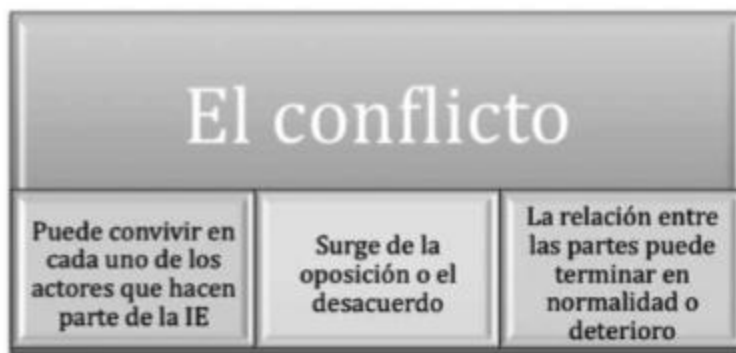 El conflicto
Puede convivir en
cada uno de los
actores que hacen
parte de la IE
Surge de la
oposición o el
desacuerdo
La relación entre
las partes puede
terminar en
normalidad o
deterioro